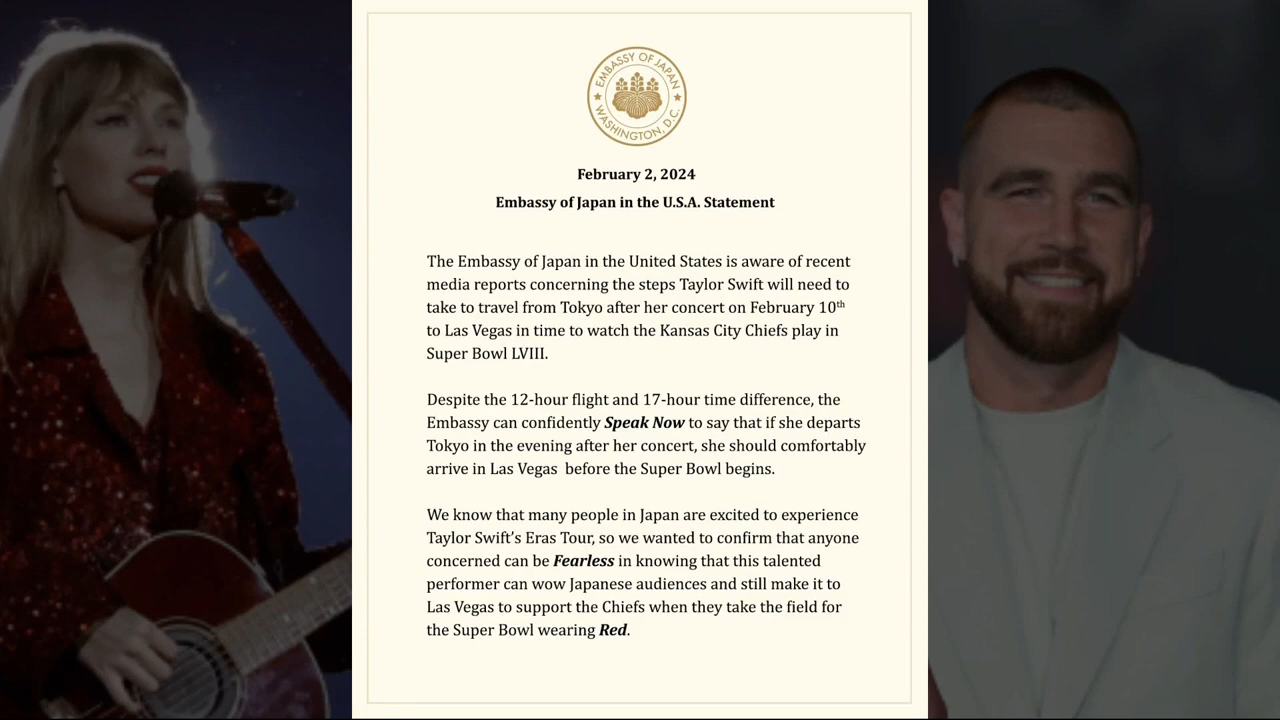 EMBASSY OF JAPAN
WASHINGTON, D.C.
February 2, 2024
Embassy of Japan in the U.S.A. Statement
The Embassy of Japan in the United States is aware of recent
media reports concerning the steps Taylor Swift will need to
take to travel from Tokyo after her concert on February 10th
to Las Vegas in time to watch the Kansas City Chiefs play in
Super Bowl LVIII.
Despite the 12-hour flight and 17-hour time difference, the
Embassy can confidently Speak Now to say that if she departs
Tokyo in the evening after her concert, she should comfortably
arrive in Las Vegas  before the Super Bowl begins.
We know that many people in Japan are excited to experience
Taylor Swift’s Eras Tour, so we wanted to confirm that anyone
concerned can be Fearless in knowing that this talented
performer can wow Japanese audiences and still make it to
Las Vegas to support the Chiefs when they take the field for
the Super Bowl wearing Red.